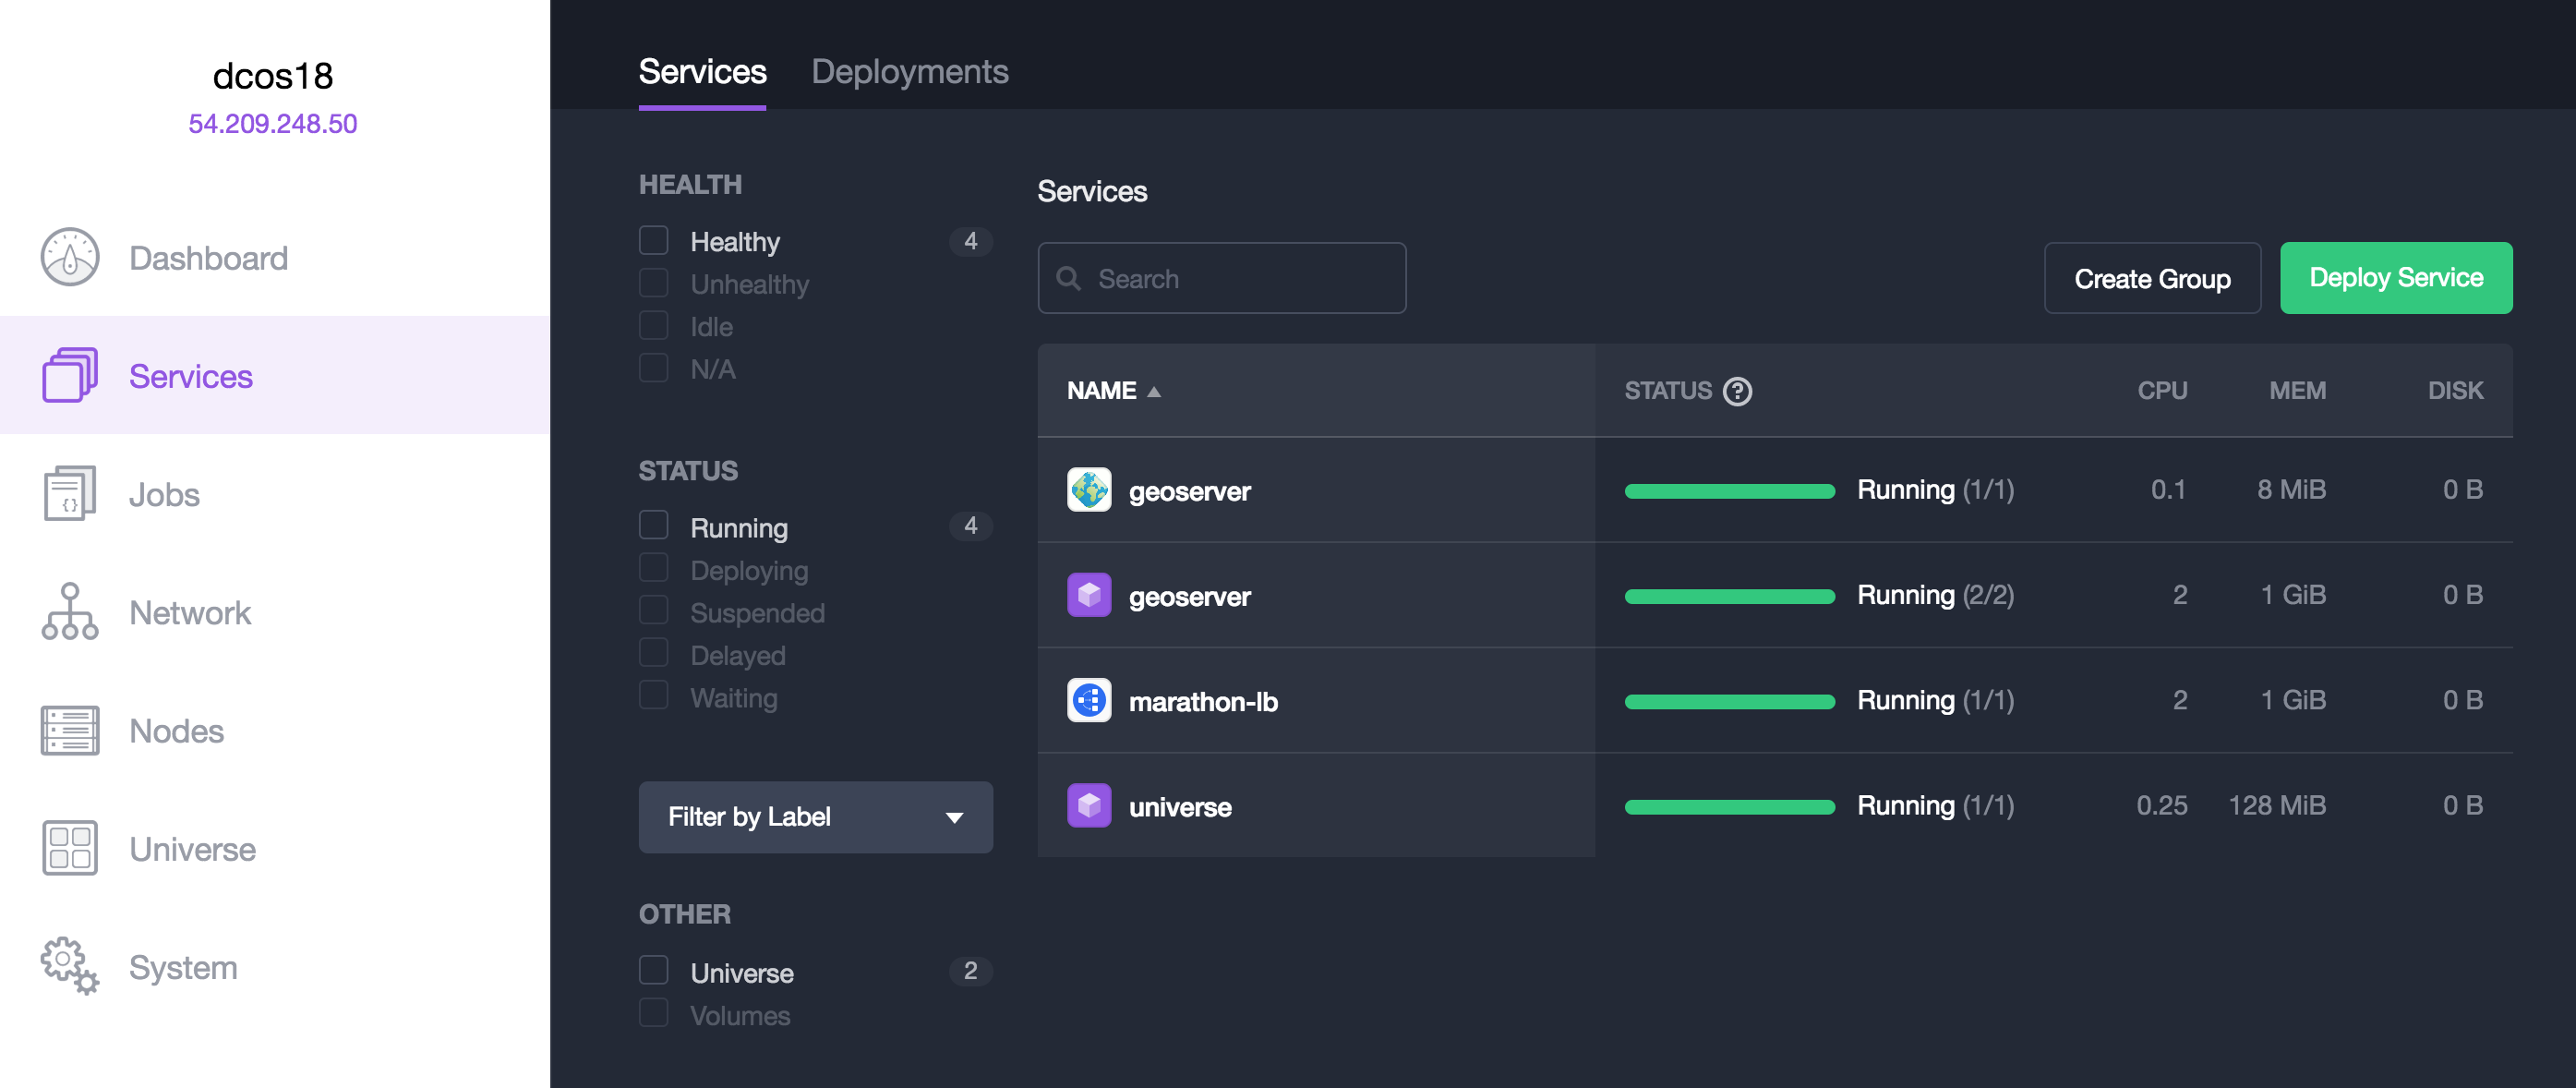 dcos18
54.209.248.50
Dashboard
Services
Jobs
Network
Nodes
Universe
System
Services Deployments
HEALTH
Healthy 4
Unhealthy
Idle
N/A
STATUS
Running 4
Deploying
Suspended
Delayed
Waiting
Filter by Label
OTHER
Universe 2
Volumes
Services
Search
Create Group
Deploy Service
NAME STATUS ? CPU MEM DISK
geoserver Running (1/1) 0.1 8 MiB 0 B
geoserver Running (2/2) 2 1 GiB 0 B
marathon-lb Running (1/1) 2 1 GiB 0 B
universe Running (1/1) 0.25 128 MiB 0 B